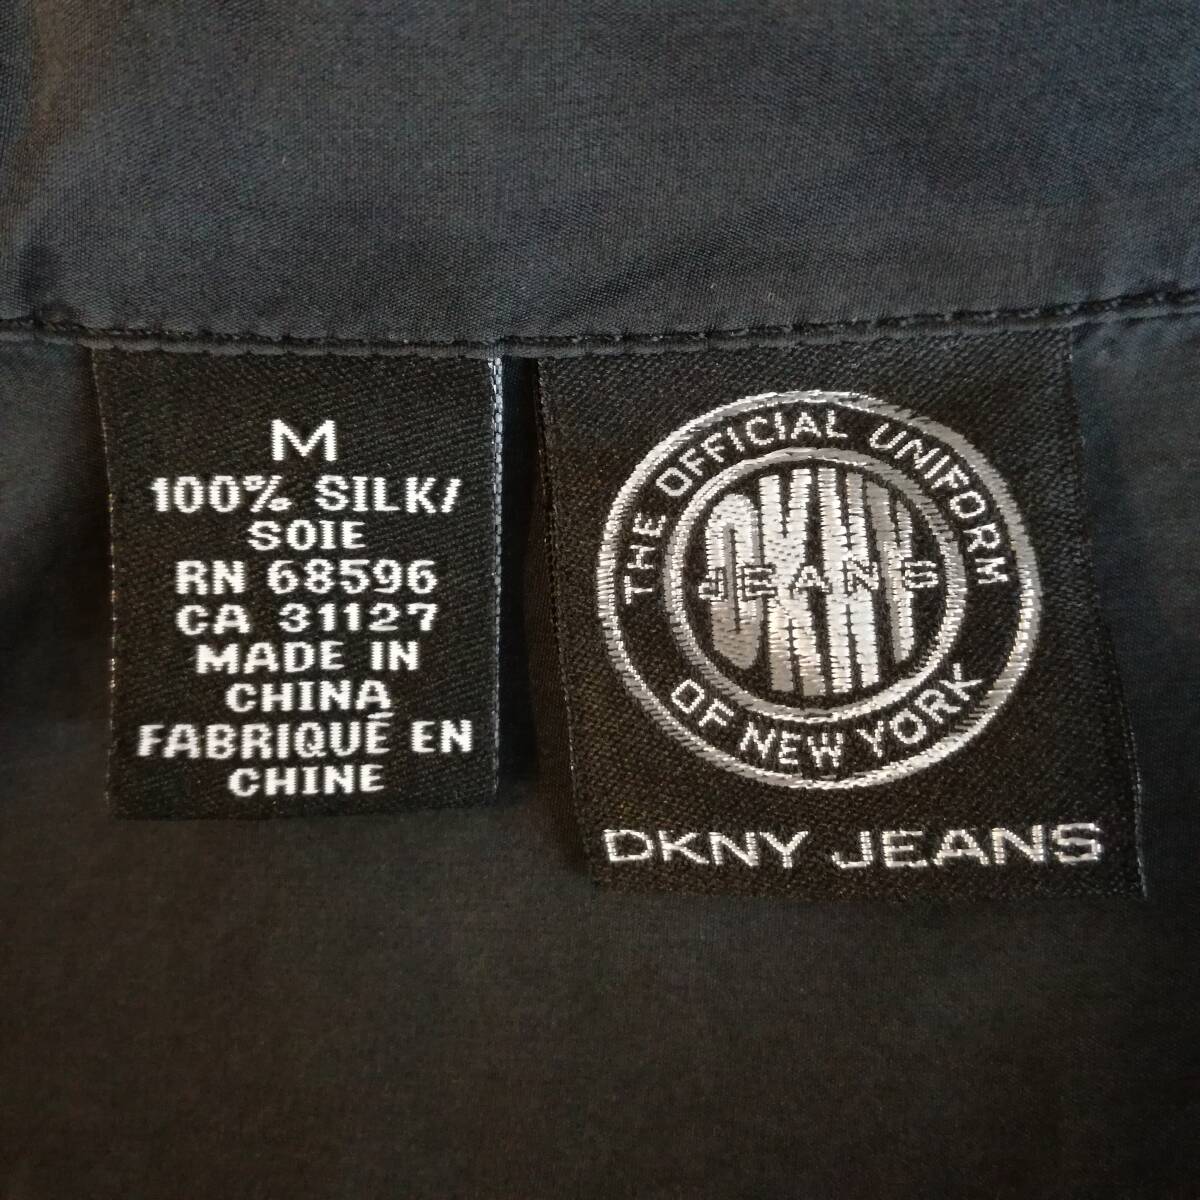 M
100% SILK/
SOIE
RN 68596
CA 31127
MADE IN
CHINA
FABRIQUÉ EN
CHINE
THE OFFICIAL UNIFORM
DKNY
JEANS
OF NEW YORK
DKNY JEANS